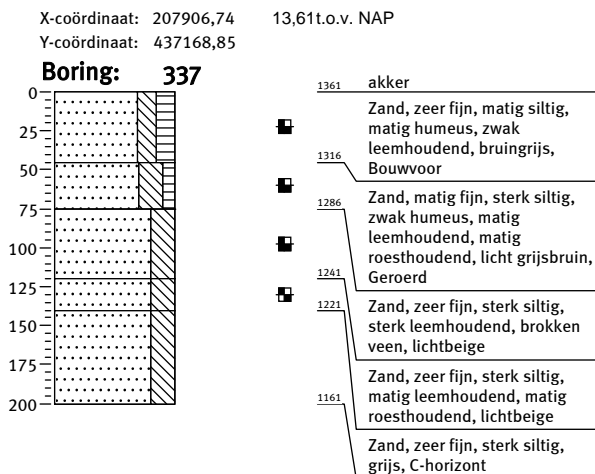 X-coördinaat: 207906,74 13,61t.o.v. NAP
Y-coördinaat: 437168,85
Boring: 337
0
25
50
75
100
125
150
175
200
1361 akker
Zand, zeer fijn, matig siltig,
matig humeus, zwak
leemhoudend, bruingrijs,
Bouwvoor
1316
Zand, matig fijn, sterk siltig,
zwak humeus, matig
leemhoudend, matig
roesthoudend, licht grijsbruin,
Geroerd
1286
Zand, zeer fijn, sterk siltig,
sterk leemhoudend, brokken
veen, lichtbeige
1241
Zand, zeer fijn, sterk siltig,
matig leemhoudend, matig
roesthoudend, lichtbeige
1221
Zand, zeer fijn, sterk siltig,
grijs, C-horizont
1161